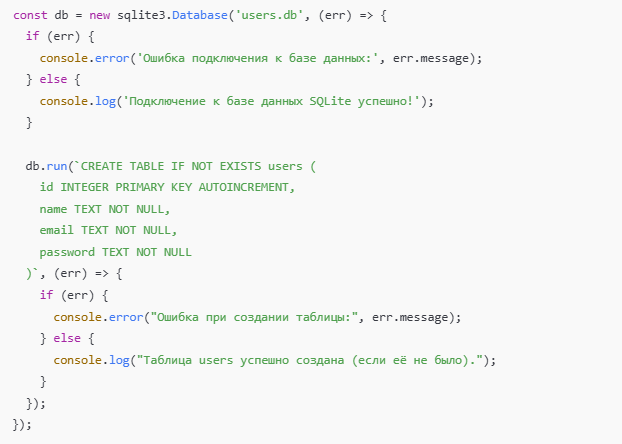 const db = new sqlite3.Database('users.db', (err) => {
  if (err) {
    console.error('Ошибка подключения к базе данных:', err.message);
  } else {
    console.log('Подключение к базе данных SQLite успешно!');
  }

  db.run(`CREATE TABLE IF NOT EXISTS users (
    id INTEGER PRIMARY KEY AUTOINCREMENT,
    name TEXT NOT NULL,
    email TEXT NOT NULL,
    password TEXT NOT NULL
  )`, (err) => {
    if (err) {
      console.error("Ошибка при создании таблицы:", err.message);
    } else {
      console.log("Таблица users успешно создана (если её не было).");
    }
  });
});